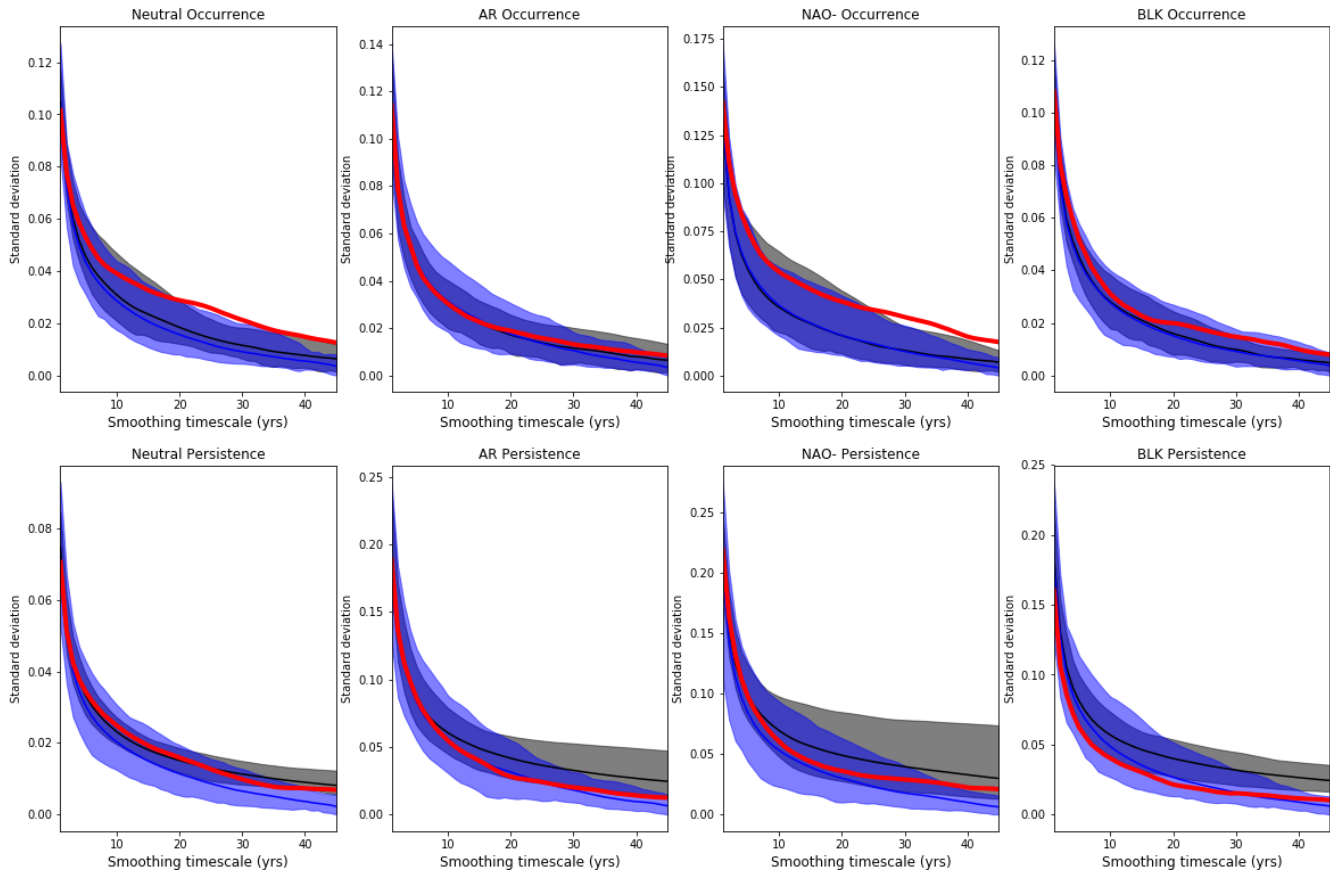 Neutral Occurrence
Standard deviation
0.12
0.10
0.08
0.06
0.04
0.02
0.00
10 20 30 40
Smoothing timescale (yrs)
AR Occurrence
Standard deviation
0.14
0.12
0.10
0.08
0.06
0.04
0.02
0.00
10 20 30 40
Smoothing timescale (yrs)
NAO- Occurrence
Standard deviation
0.175
0.150
0.125
0.100
0.075
0.050
0.025
0.000
10 20 30 40
Smoothing timescale (yrs)
BLK Occurrence
Standard deviation
0.12
0.10
0.08
0.06
0.04
0.02
0.00
10 20 30 40
Smoothing timescale (yrs)
Neutral Persistence
Standard deviation
0.08
0.06
0.04
0.02
0.00
10 20 30 40
Smoothing timescale (yrs)
AR Persistence
Standard deviation
0.25
0.20
0.15
0.10
0.05
0.00
10 20 30 40
Smoothing timescale (yrs)
NAO- Persistence
Standard deviation
0.25
0.20
0.15
0.10
0.05
0.00
10 20 30 40
Smoothing timescale (yrs)
BLK Persistence
Standard deviation
0.25
0.20
0.15
0.10
0.05
0.00
10 20 30 40
Smoothing timescale (yrs)